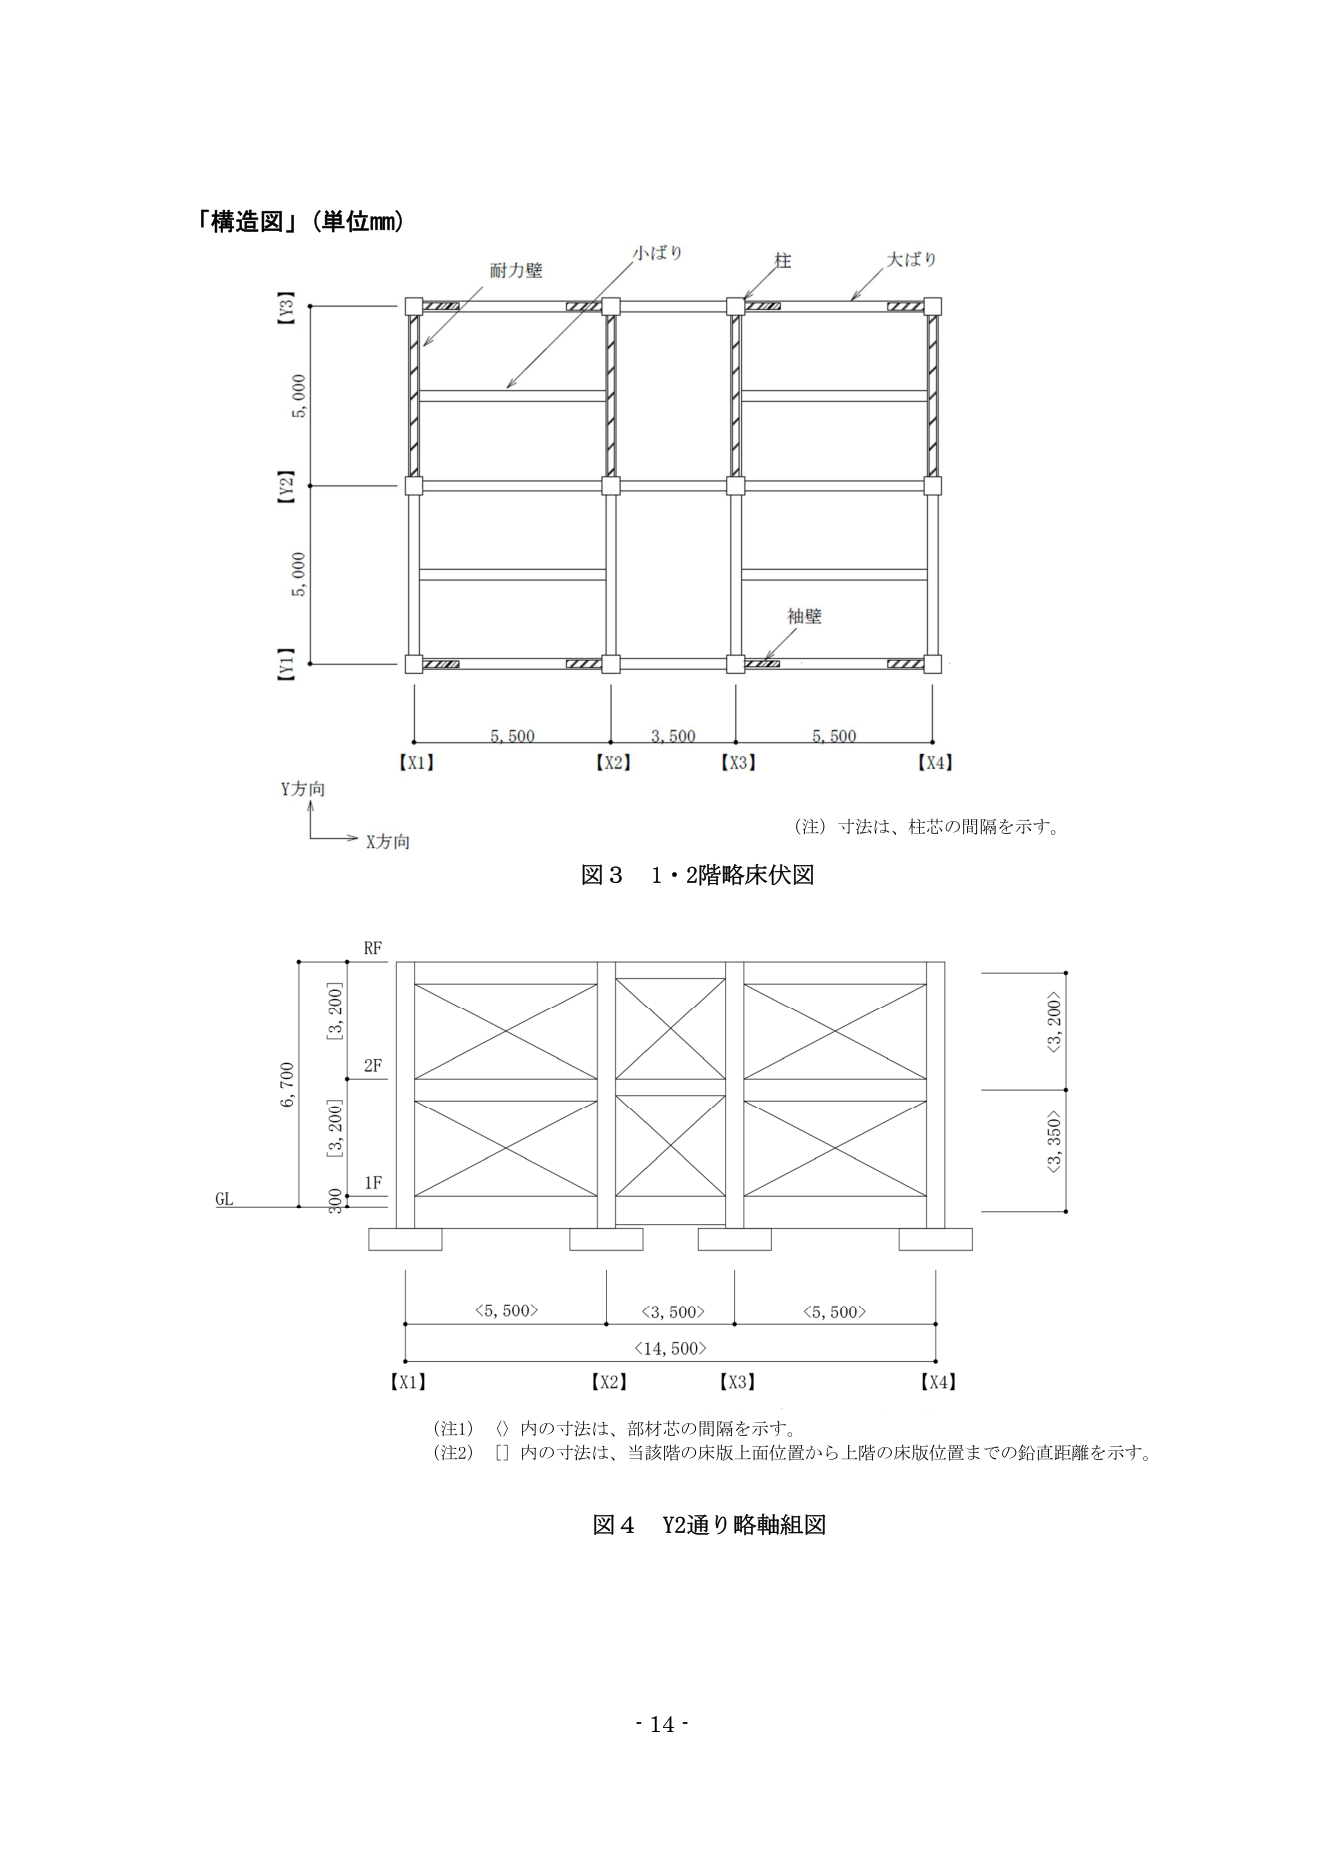 「構造図」（単位mm）
小ばり
柱
大ばり
耐力壁
【Y3】
5,000
【Y2】
5,000
袖壁
【Y1】
5,500
3,500
5,500
【X1】
【X2】
【X3】
【X4】
Y方向
X方向
（注）寸法は、柱芯の間隔を示す。
図３　1・2階略床伏図
RF
[3,200]
<3,200>
2F
6,700
[3,200]
<3,350>
1F
GL
300
<5,500>
<3,500>
<5,500>
<14,500>
【X1】
【X2】
【X3】
【X4】
（注1）〈〉内の寸法は、部材芯の間隔を示す。
（注2）［］内の寸法は、当該階の床版上面位置から上階の床版位置までの鉛直距離を示す。
図４　Y2通り略軸組図
- 14 -